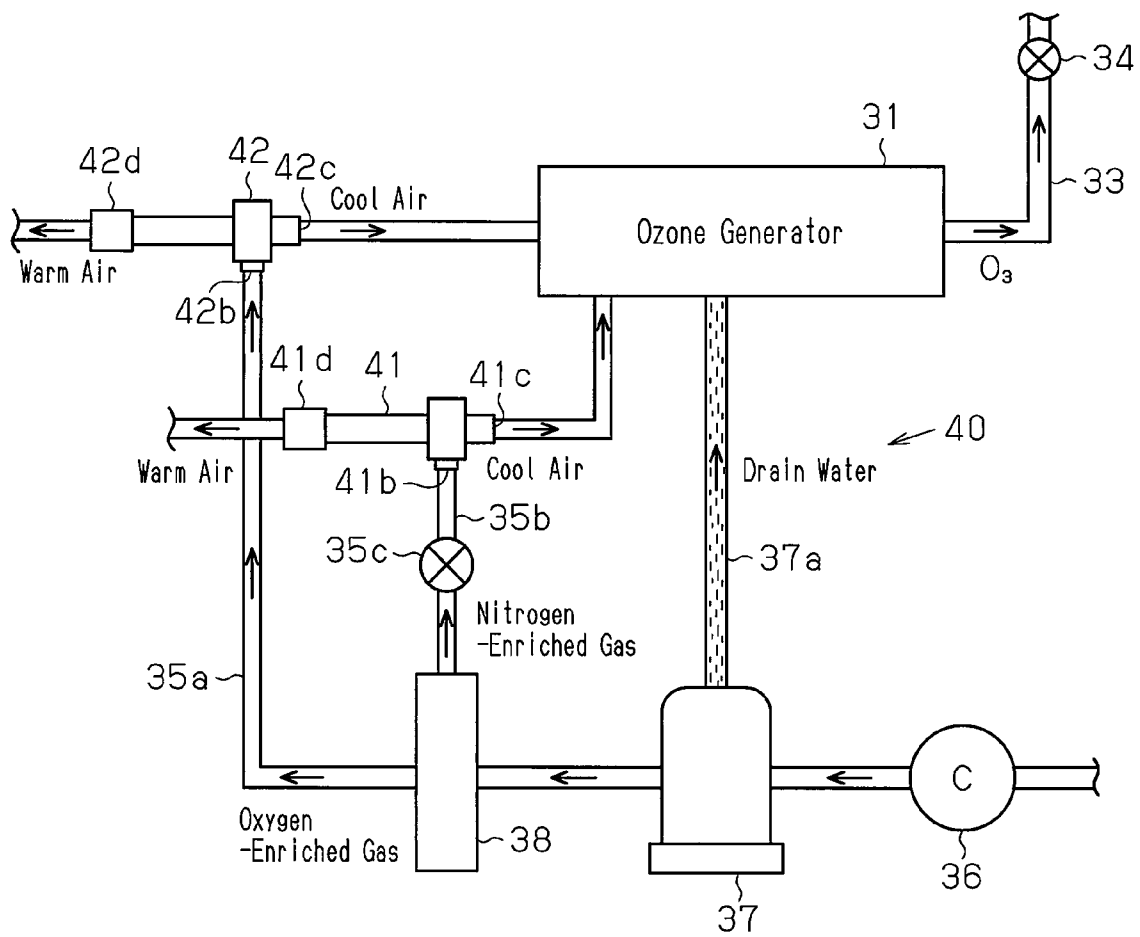 34
31
42
42d
42c
Cool Air
33
Ozone Generator
Warm Air
O₃
42b
41d
41
41c
40
Warm Air
Cool Air
41b
Drain Water
35b
35c
37a
Nitrogen
-Enriched Gas
35a
C
Oxygen
-Enriched Gas
38
36
37